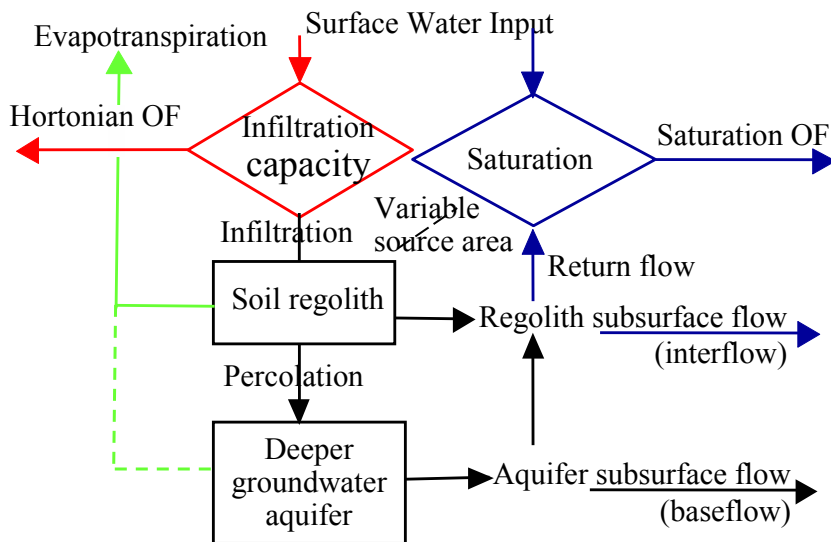 Surface Water Input
Evapotranspiration
Hortonian OF
Infiltration
capacity
Saturation
Saturation OF
Variable
source area
Infiltration
Return flow
Soil regolith
Regolith subsurface flow
(interflow)
Percolation
Deeper
groundwater
aquifer
Aquifer subsurface flow
(baseflow)